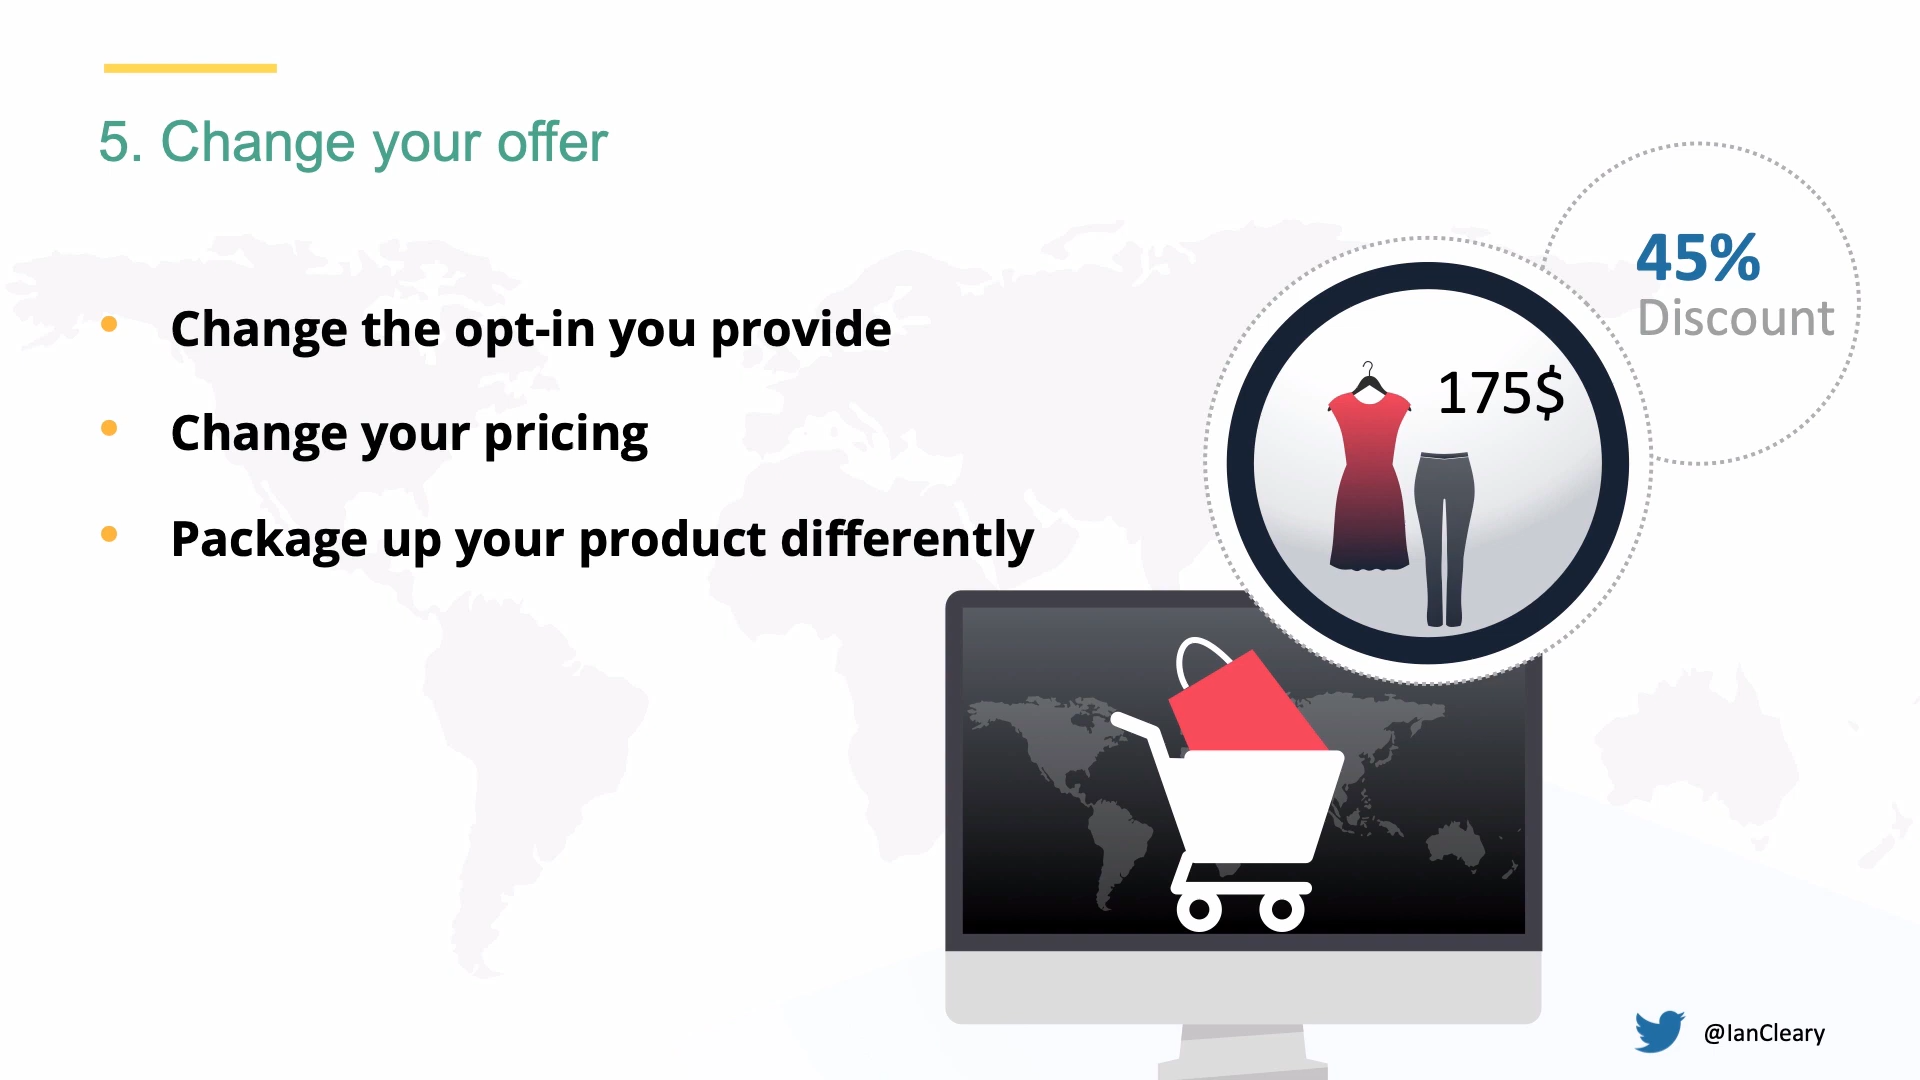 5. Change your offer
45%
Discount
• Change the opt-in you provide
175$
• Change your pricing
• Package up your product differently
@IanCleary